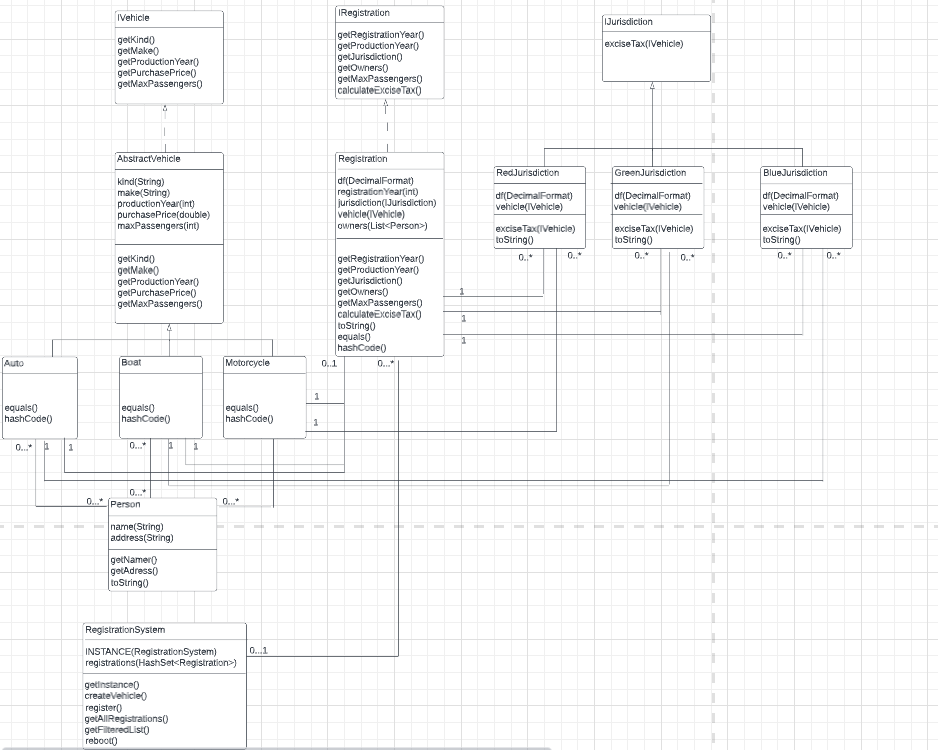 IVehicle
getKind()
getMake()
getProductionYear()
getPurchasePrice()
getMaxPassengers()
IRegistration
getRegistrationYear()
getProductionYear()
getJurisdiction()
getOwners()
getMaxPassengers()
calculateExciseTax()
IJurisdiction
exciseTax(IVehicle)
AbstractVehicle
kind(String)
make(String)
productionYear(int)
purchasePrice(double)
maxPassengers(int)
getKind()
getMake()
getProductionYear()
getPurchasePrice()
getMaxPassengers()
Registration
df(DecimalFormat)
registrationYear(int)
jurisdiction(IJurisdiction)
vehicle(IVehicle)
owners(List<Person>)
getRegistrationYear()
getProductionYear()
getJurisdiction()
getOwners()
getMaxPassengers()
calculateExciseTax()
toString()
equals()
hashCode()
RedJurisdiction
df(DecimalFormat)
vehicle(IVehicle)
exciseTax(IVehicle)
toString()
GreenJurisdiction
df(DecimalFormat)
vehicle(IVehicle)
exciseTax(IVehicle)
toString()
BlueJurisdiction
df(DecimalFormat)
vehicle(IVehicle)
exciseTax(IVehicle)
toString()
0..*
0..*
0..*
0..*
0..*
0..*
1
1
1
0..1
0...*
Auto
equals()
hashCode()
Boat
equals()
hashCode()
Motorcycle
equals()
hashCode()
1
1
0...*
1
1
0...*
1
1
0...*
0...*
0...*
Person
name(String)
address(String)
getNamer()
getAdress()
toString()
RegistrationSystem
INSTANCE(RegistrationSystem)
registrations(HashSet<Registration>)
getInstance()
createVehicle()
register()
getAllRegistrations()
getFilteredList()
reboot()
0...1